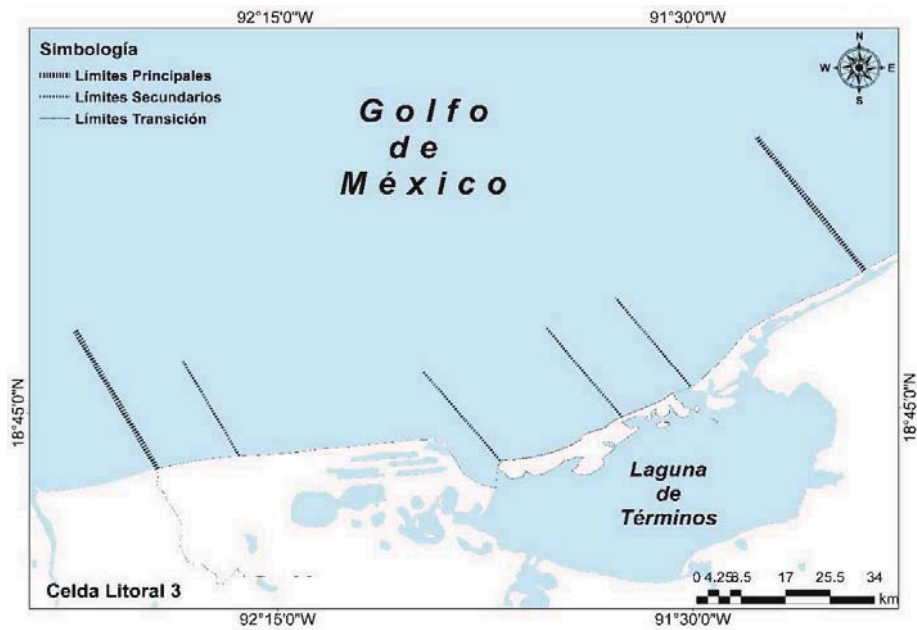 92°15'0"W 91°30'0"W
Simbología
Límites Principales
Límites Secundarios
Límites Transición
N
W E
S
Golfo
de
México
18°45'0"N 18°45'0"N
Laguna
de
Términos
Celda Litoral 3
0 4.25 8.5 17 25.5 34
km
92°15'0"W 91°30'0"W